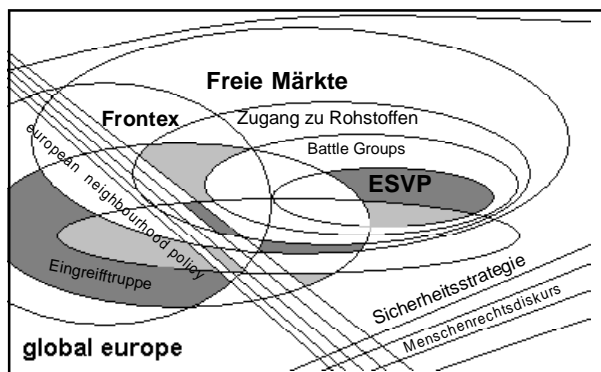 Freie Märkte
Frontex
Zugang zu Rohstoffen
Battle Groups
ESVP
european neighbourhood policy
Eingreiftruppe
Sicherheitsstrategie
Menschenrechtsdiskurs
global europe